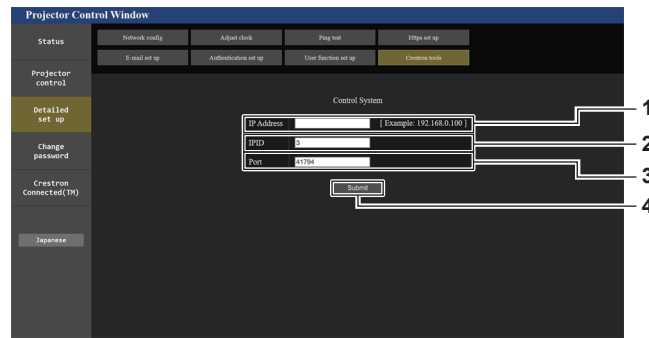 Projector Control Window
Status
Network config
Adjust clock
Ping test
Https set up
E-mail set up
Authentication set up
User function set up
Crestron tools
Projector
control
Detailed
set up
Change
password
Crestron
Connected(TM)
Japanese
Control System
IP Address [ Example: 192.168.0.100 ]
IPID 3
Port 41794
Submit
1
2
3
4